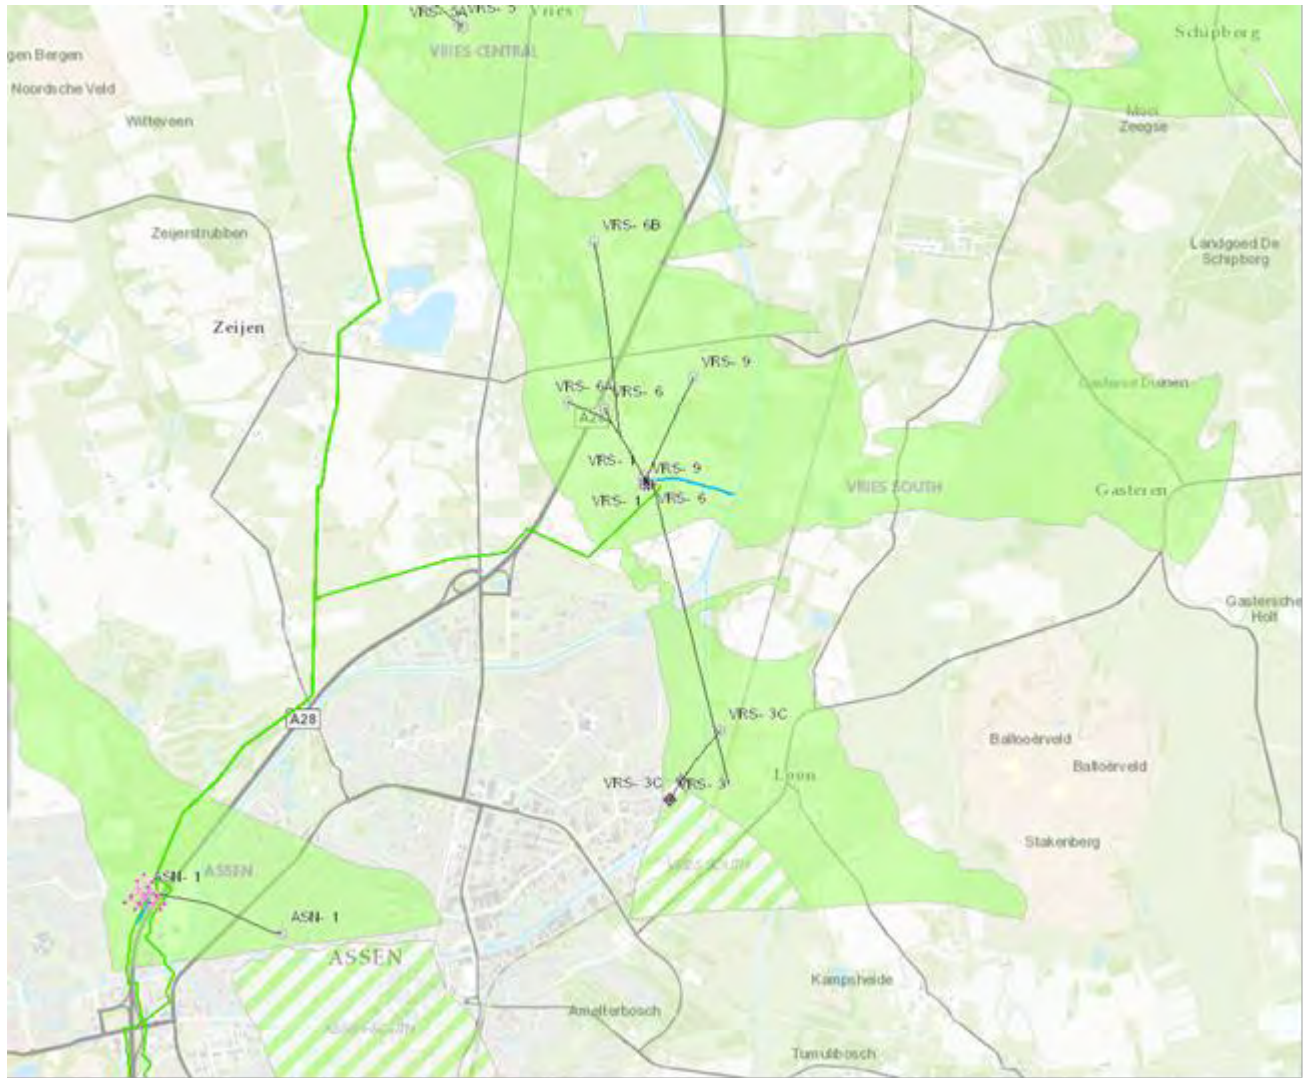 VRS- 5
Vries
VRIES CENTRAL
Schipborg
gen Bergen
Noordsche Veld
Witteveen
Zeegse
Zeijerstrubben
VRS- 6B
Landgoed De
Schipborg
Zeijen
VRS- 9
VRS- 6A
VRS- 6
Gasterse Duinen
VRS- 1
VRS- 9
VRS- 1
VRS- 6
VRIES SOUTH
Gasteren
Gastersche
Holt
A28
VRS- 3C
Balloërveld
Balloërveld
VRS- 3C
VRS- 3
Loon
Stakenberg
ASN- 1
ASSEN
ASN- 1
ASSEN
Kampsheide
Amelterbosch
Tumulibosch